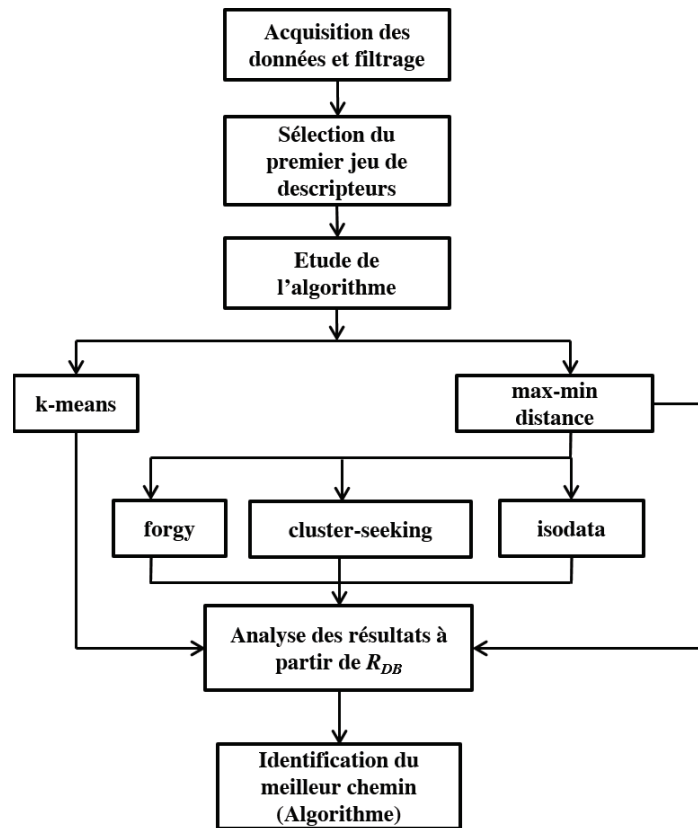 Acquisition des
données et filtrage
Sélection du
premier jeu de
descripteurs
Etude de
l'algorithme
k-means
max-min
distance
forgy
cluster-seeking
isodata
Analyse des résultats à
partir de R_DB
Identification du
meilleur chemin
(Algorithme)